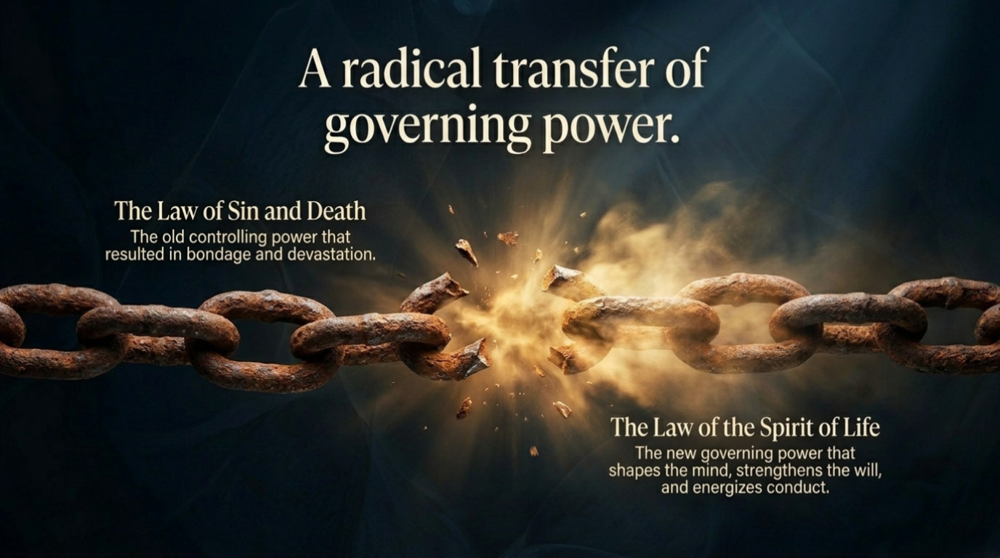 A radical transfer of
governing power.
The Law of Sin and Death
The old controlling power that
resulted in bondage and devastation.
The Law of the Spirit of Life
The new governing power that
shapes the mind, strengthens the will,
and energizes conduct.